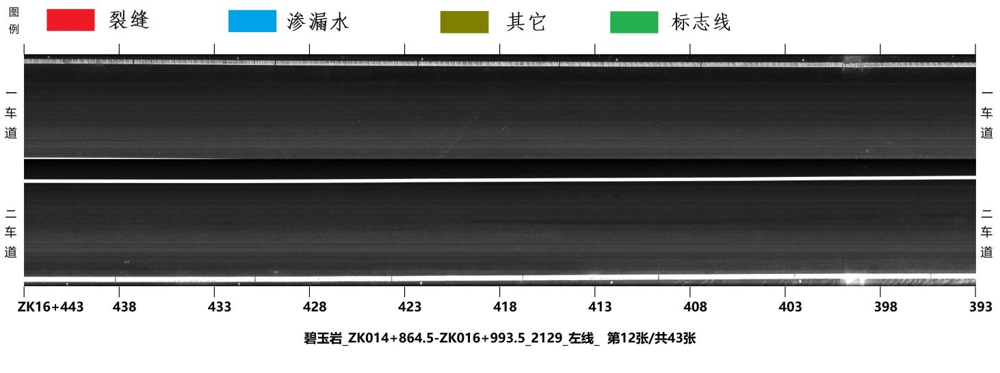 图例
裂缝
渗漏水
其它
标志线
一车道
一车道
二车道
二车道
ZK16+443 438 433 428 423 418 413 408 403 398 393
碧玉岩_ZK014+864.5-ZK016+993.5_2129_左线_ 第12张/共43张